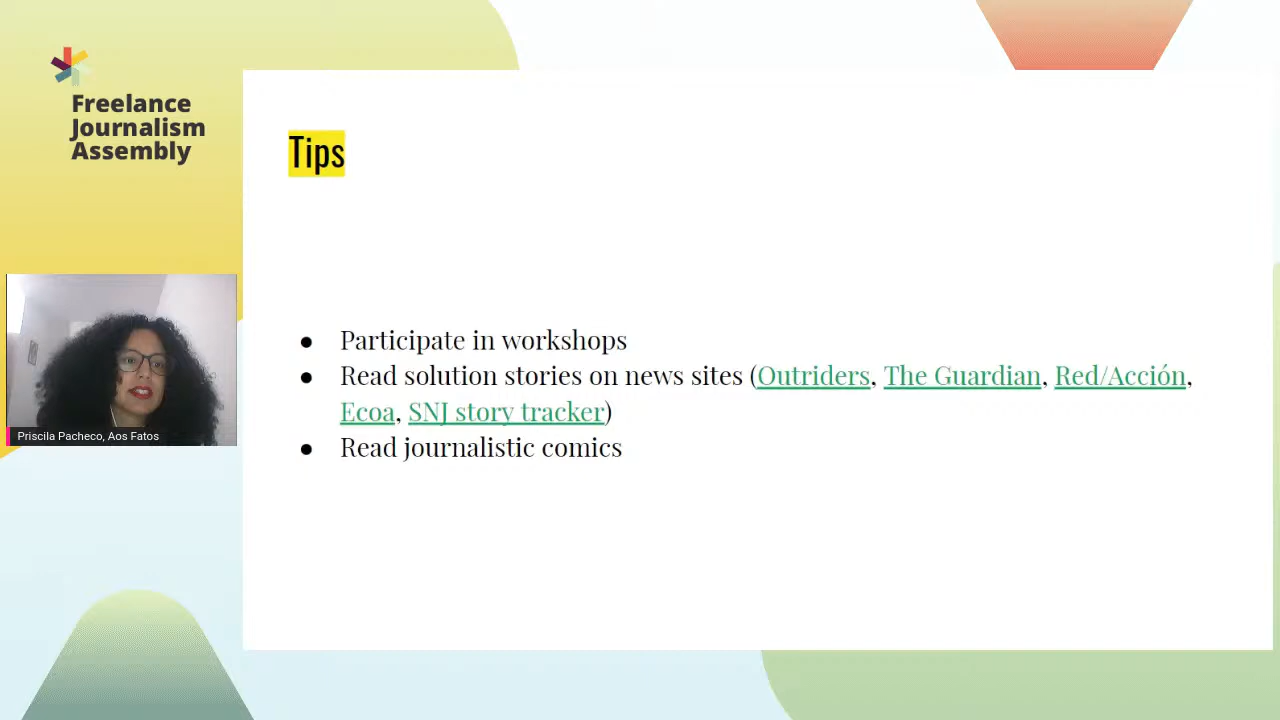 Freelance
Journalism
Assembly
Tips
● Participate in workshops
● Read solution stories on news sites (Outriders, The Guardian, Red/Acción,
Ecoa, SNJ story tracker)
● Read journalistic comics
Priscila Pacheco, Aos Fatos